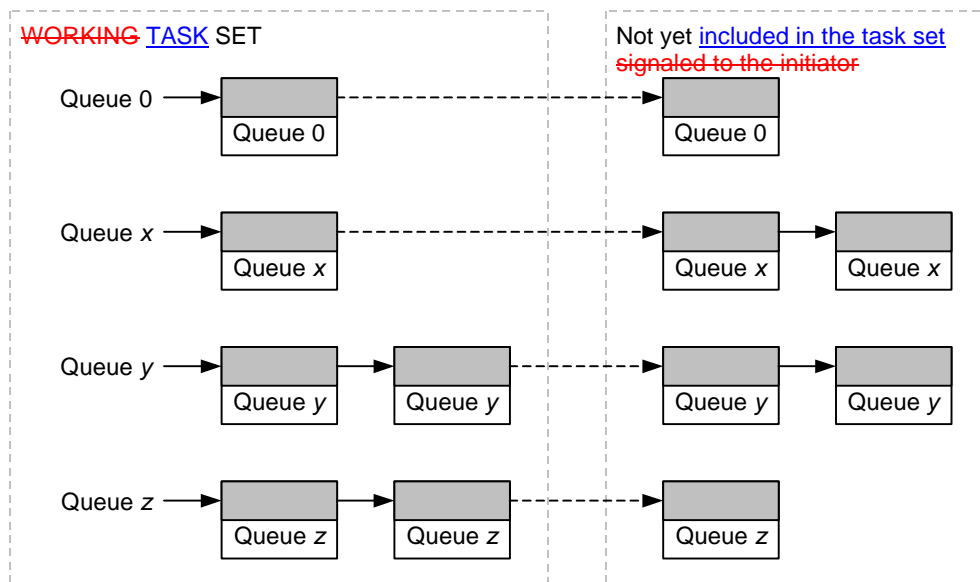 WORKING TASK SET
Not yet included in the task set
signaled to the initiator
Queue 0
Queue 0
Queue 0
Queue x
Queue x
Queue x
Queue x
Queue y
Queue y
Queue y
Queue y
Queue y
Queue z
Queue z
Queue z
Queue z